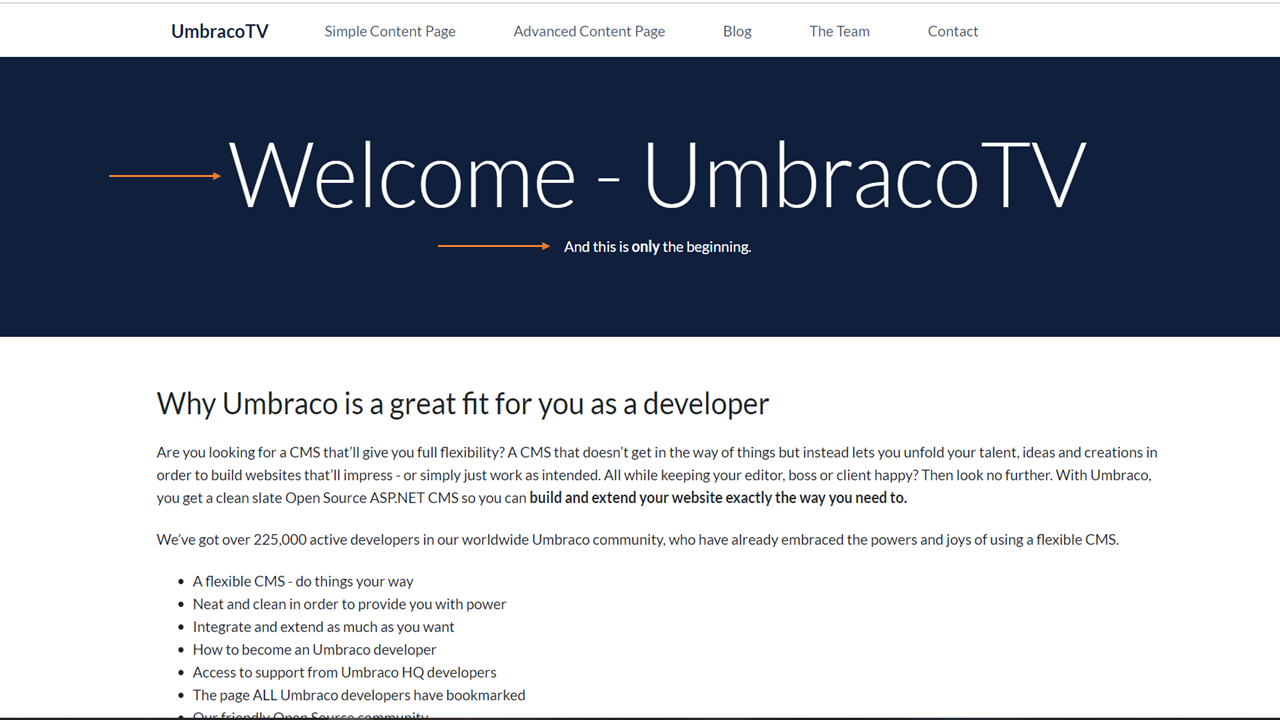 UmbracoTV Simple Content Page Advanced Content Page Blog The Team Contact
Welcome - UmbracoTV
And this is only the beginning.
Why Umbraco is a great fit for you as a developer
Are you looking for a CMS that’ll give you full flexibility? A CMS that doesn’t get in the way of things but instead lets you unfold your talent, ideas and creations in
order to build websites that’ll impress - or simply just work as intended. All while keeping your editor, boss or client happy? Then look no further. With Umbraco,
you get a clean slate Open Source ASP.NET CMS so you can build and extend your website exactly the way you need to.
We’ve got over 225,000 active developers in our worldwide Umbraco community, who have already embraced the powers and joys of using a flexible CMS.
• A flexible CMS - do things your way
• Neat and clean in order to provide you with power
• Integrate and extend as much as you want
• How to become an Umbraco developer
• Access to support from Umbraco HQ developers
• The page ALL Umbraco developers have bookmarked
• Our friendly Open Source community